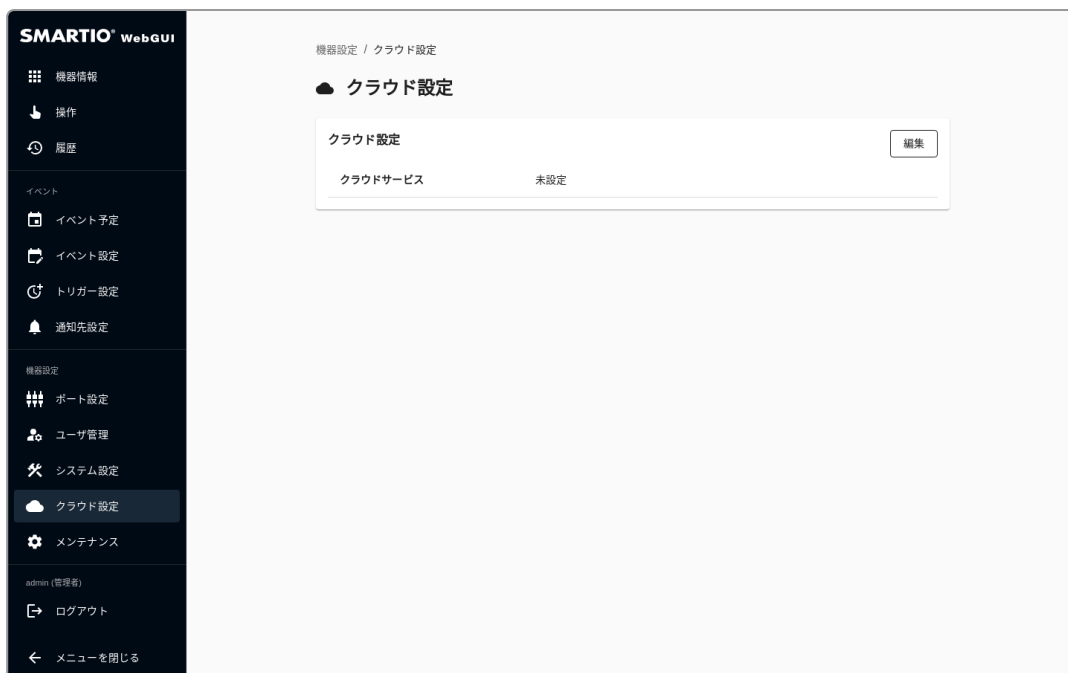 SMARTIO® WebGUI
機器情報
操作
履歴
イベント
イベント予定
イベント設定
トリガー設定
通知先設定
機器設定
ポート設定
ユーザ管理
システム設定
クラウド設定
メンテナンス
admin (管理者)
ログアウト
メニューを閉じる
機器設定 / クラウド設定
クラウド設定
クラウド設定 編集
クラウドサービス 未設定